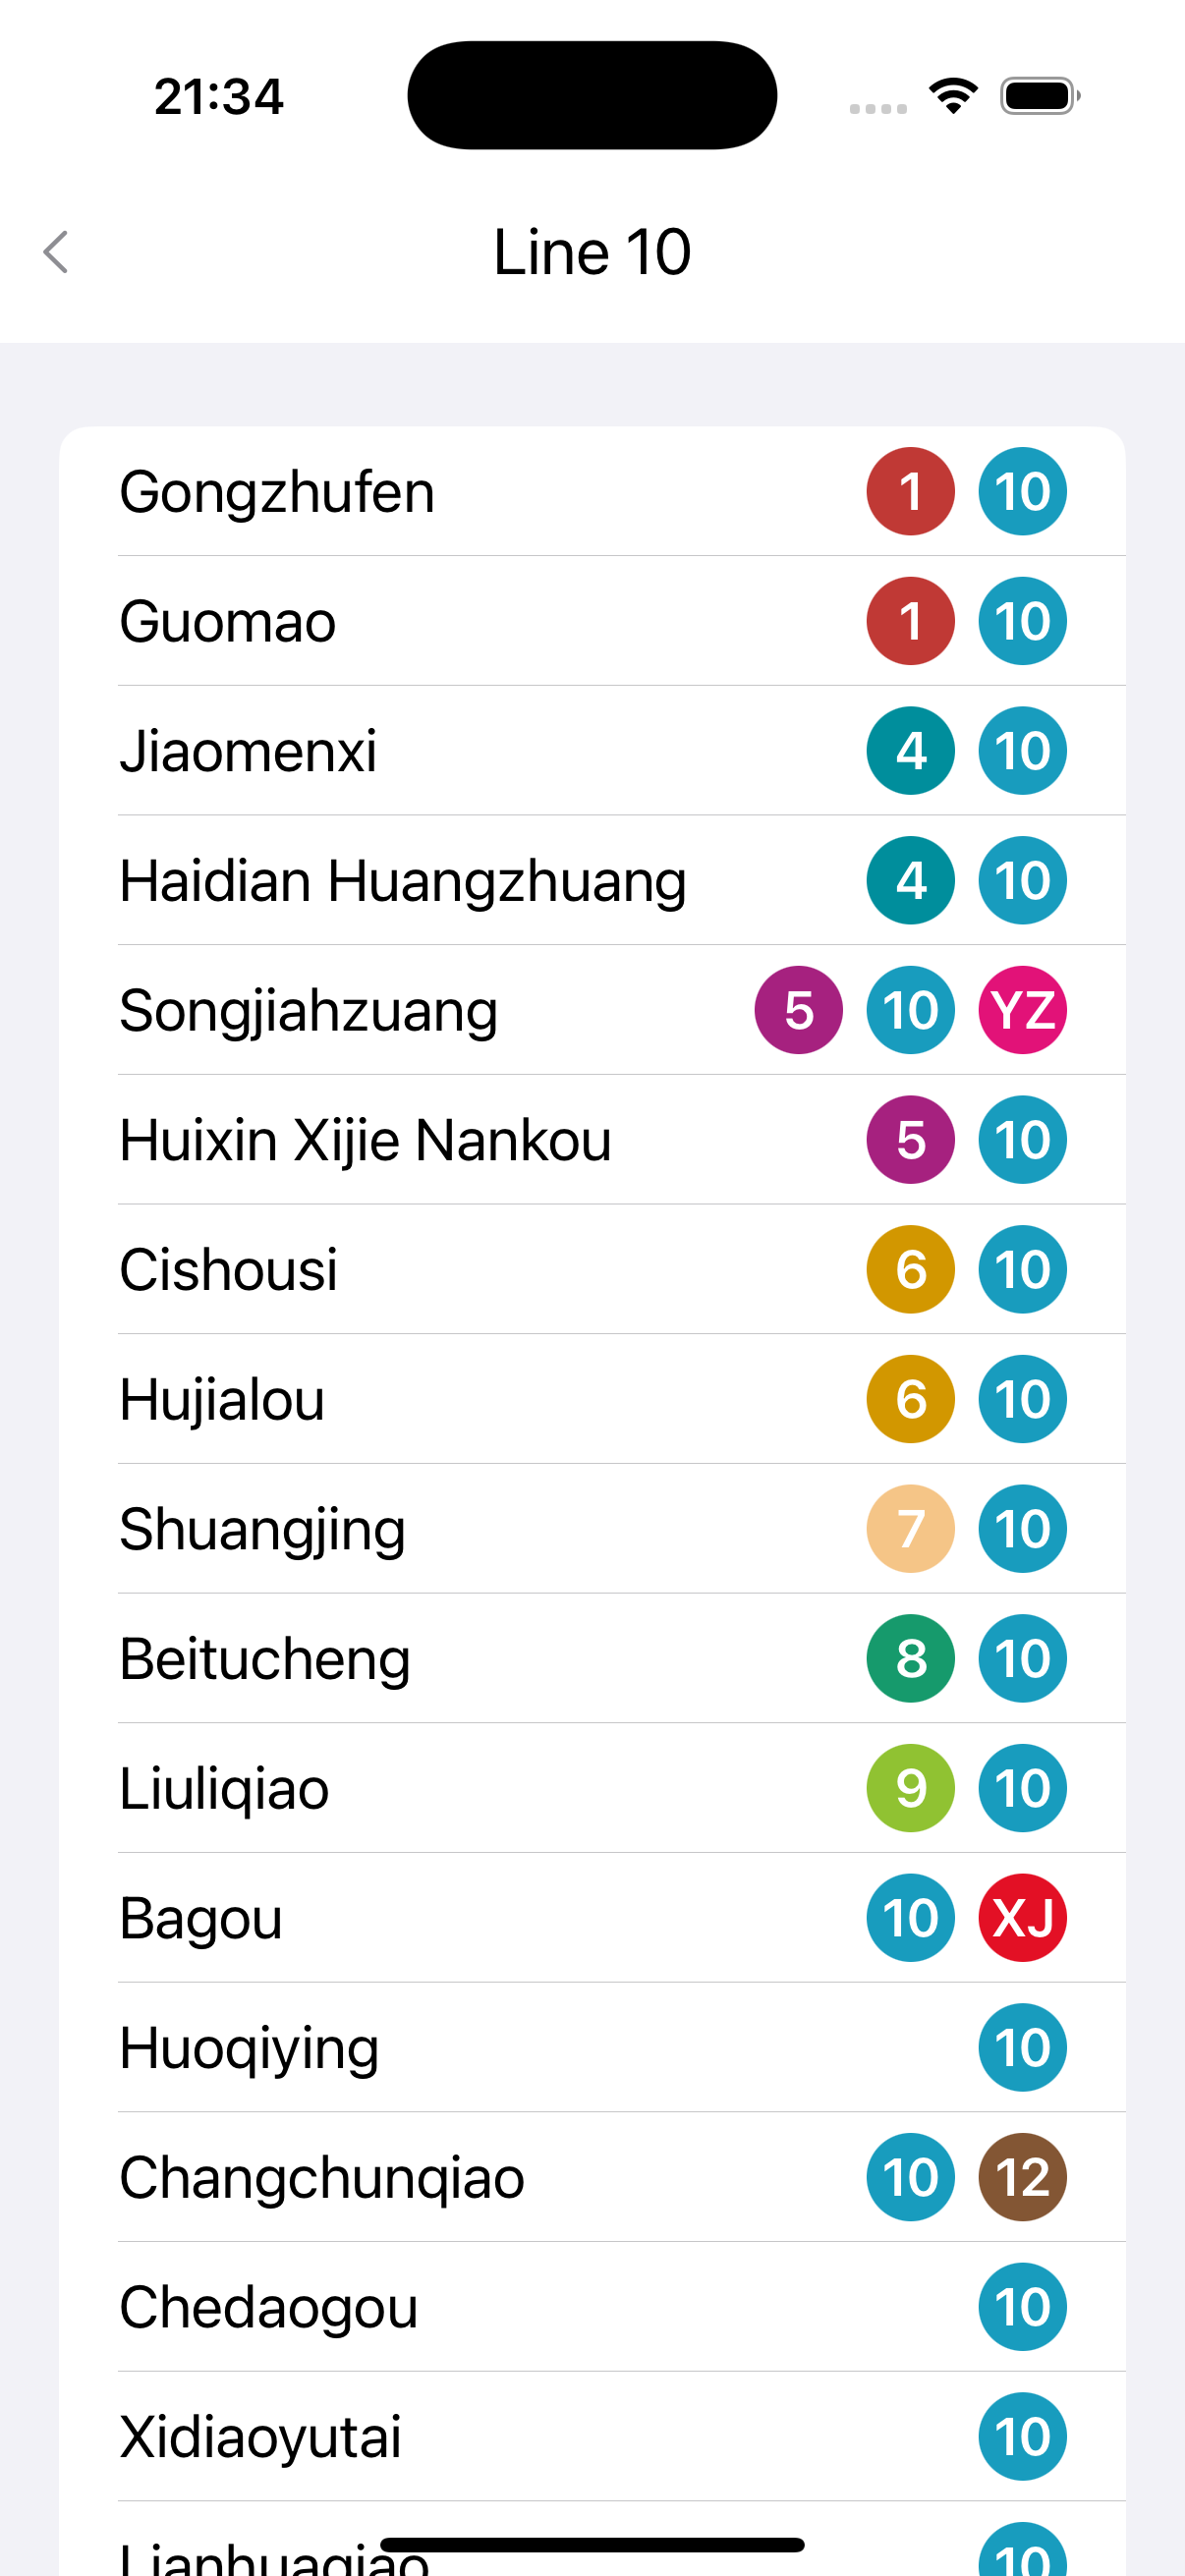 21:34
Line 10
Gongzhufen 1 10
Guomao 1 10
Jiaomenxi 4 10
Haidian Huangzhuang 4 10
Songjiahzuang 5 10 YZ
Huixin Xijie Nankou 5 10
Cishousi 6 10
Hujialou 6 10
Shuangjing 7 10
Beitucheng 8 10
Liuliqiao 9 10
Bagou 10 XJ
Huoqiying 10
Changchunqiao 10 12
Chedaogou 10
Xidiaoyutai 10
Lianhuaqiao 10